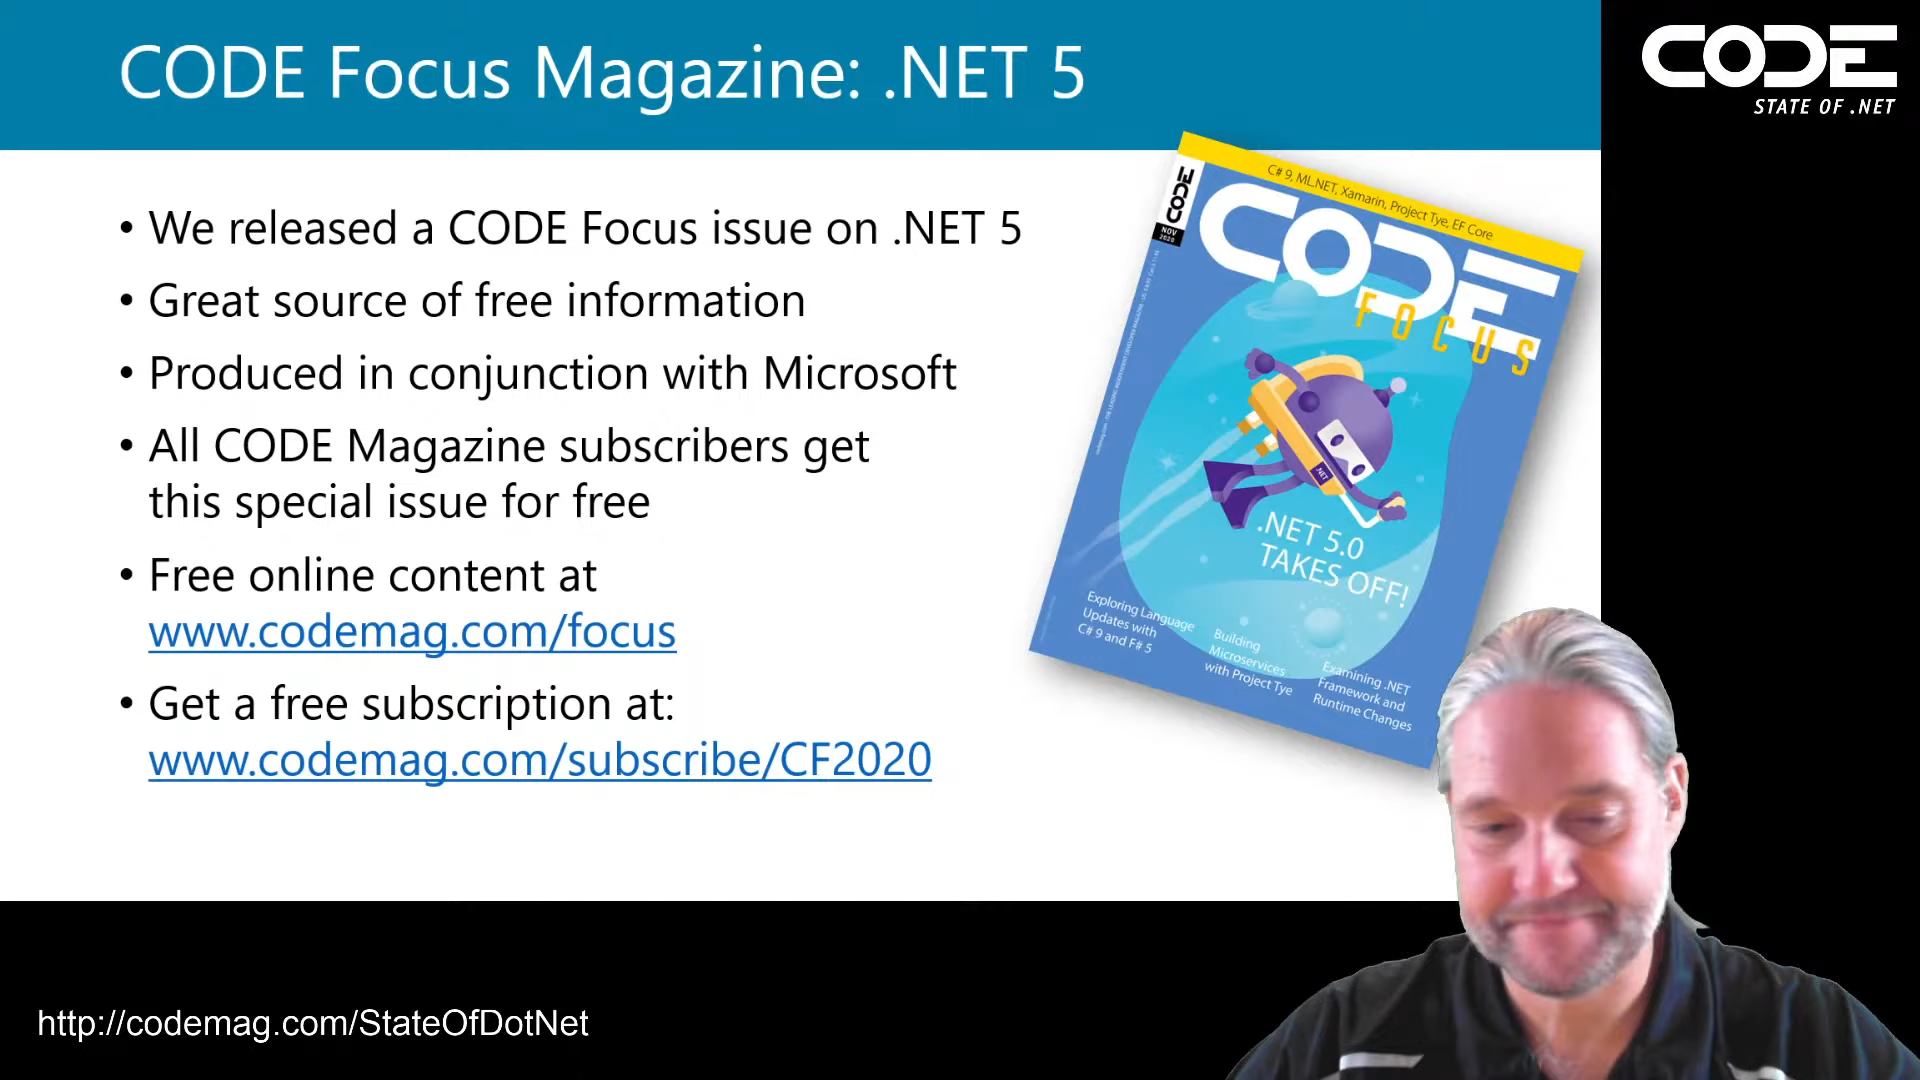 CODE Focus Magazine: .NET 5
CODE
STATE OF .NET
• We released a CODE Focus issue on .NET 5
• Great source of free information
• Produced in conjunction with Microsoft
• All CODE Magazine subscribers get
this special issue for free
• Free online content at
www.codemag.com/focus
• Get a free subscription at:
www.codemag.com/subscribe/CF2020
C# 9, ML.NET, Xamarin, Project Tye, EF Core
CODE
NOV
2020
CODE
FOCUS
.NET
.NET 5.0
TAKES OFF!
Exploring Language
Updates with
C# 9 and F# 5
Building
Microservices
with Project Tye
Examining .NET
Framework and
Runtime Changes
http://codemag.com/StateOfDotNet